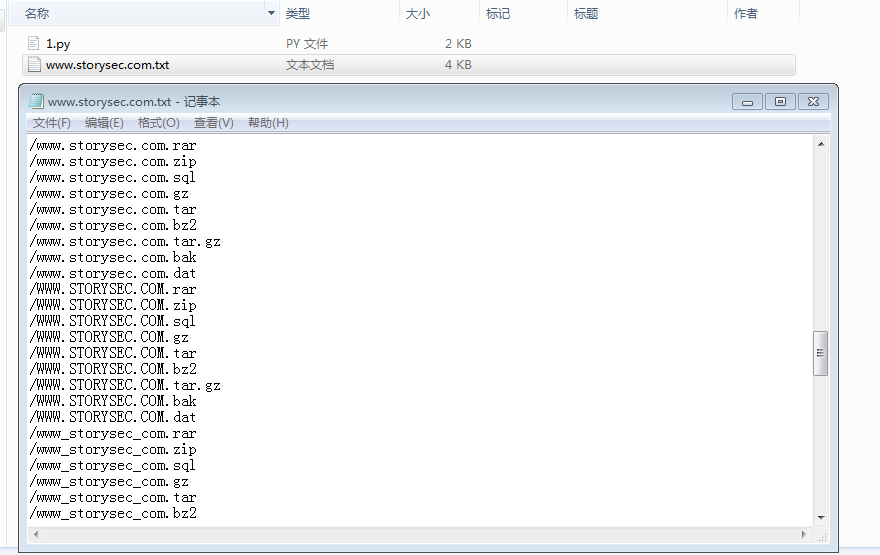 名称 类型 大小 标记 标题 作者
1.py PY 文件 2 KB
www.storysec.com.txt 文本文档 4 KB
www.storysec.com.txt - 记事本
文件(F) 编辑(E) 格式(O) 查看(V) 帮助(H)
/www.storysec.com.rar
/www.storysec.com.zip
/www.storysec.com.sql
/www.storysec.com.gz
/www.storysec.com.tar
/www.storysec.com.bz2
/www.storysec.com.tar.gz
/www.storysec.com.bak
/www.storysec.com.dat
/WWW.STORYSEC.COM.rar
/WWW.STORYSEC.COM.zip
/WWW.STORYSEC.COM.sql
/WWW.STORYSEC.COM.gz
/WWW.STORYSEC.COM.tar
/WWW.STORYSEC.COM.bz2
/WWW.STORYSEC.COM.tar.gz
/WWW.STORYSEC.COM.bak
/WWW.STORYSEC.COM.dat
/www_storysec_com.rar
/www_storysec_com.zip
/www_storysec_com.sql
/www_storysec_com.gz
/www_storysec_com.tar
/www_storysec_com.bz2